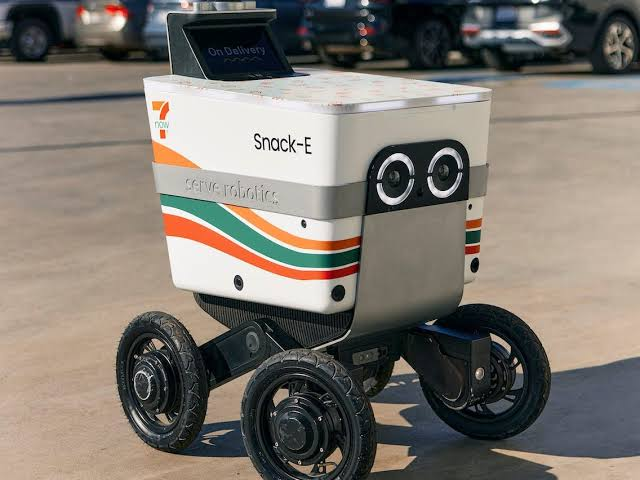 On Delivery
7
now
Snack-E
serve robotics